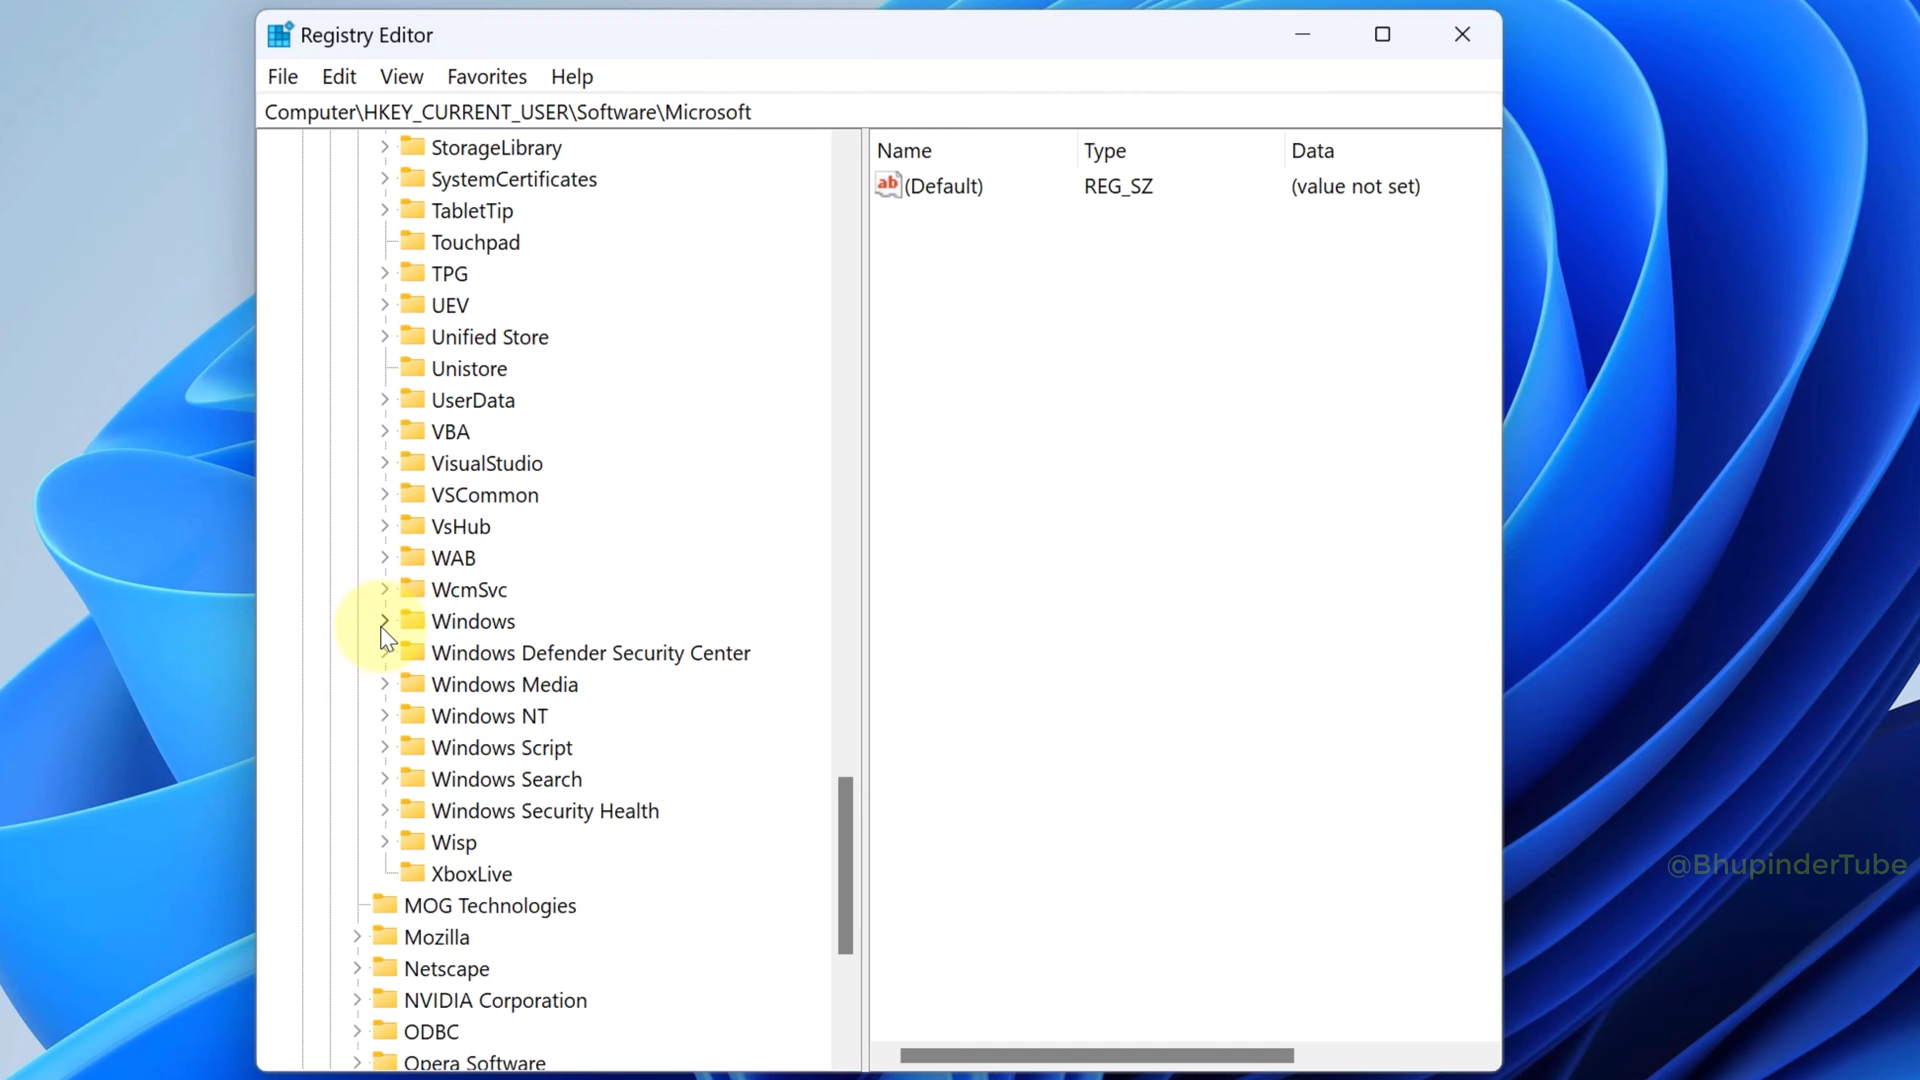 Registry Editor
File Edit View Favorites Help
Computer\HKEY_CURRENT_USER\Software\Microsoft
StorageLibrary
SystemCertificates
TabletTip
Touchpad
TPG
UEV
Unified Store
Unistore
UserData
VBA
VisualStudio
VSCommon
VsHub
WAB
WcmSvc
Windows
Windows Defender Security Center
Windows Media
Windows NT
Windows Script
Windows Search
Windows Security Health
Wisp
XboxLive
MOG Technologies
Mozilla
Netscape
NVIDIA Corporation
ODBC
Opera Software
Name Type Data
ab (Default) REG_SZ (value not set)
@BhupinderTube